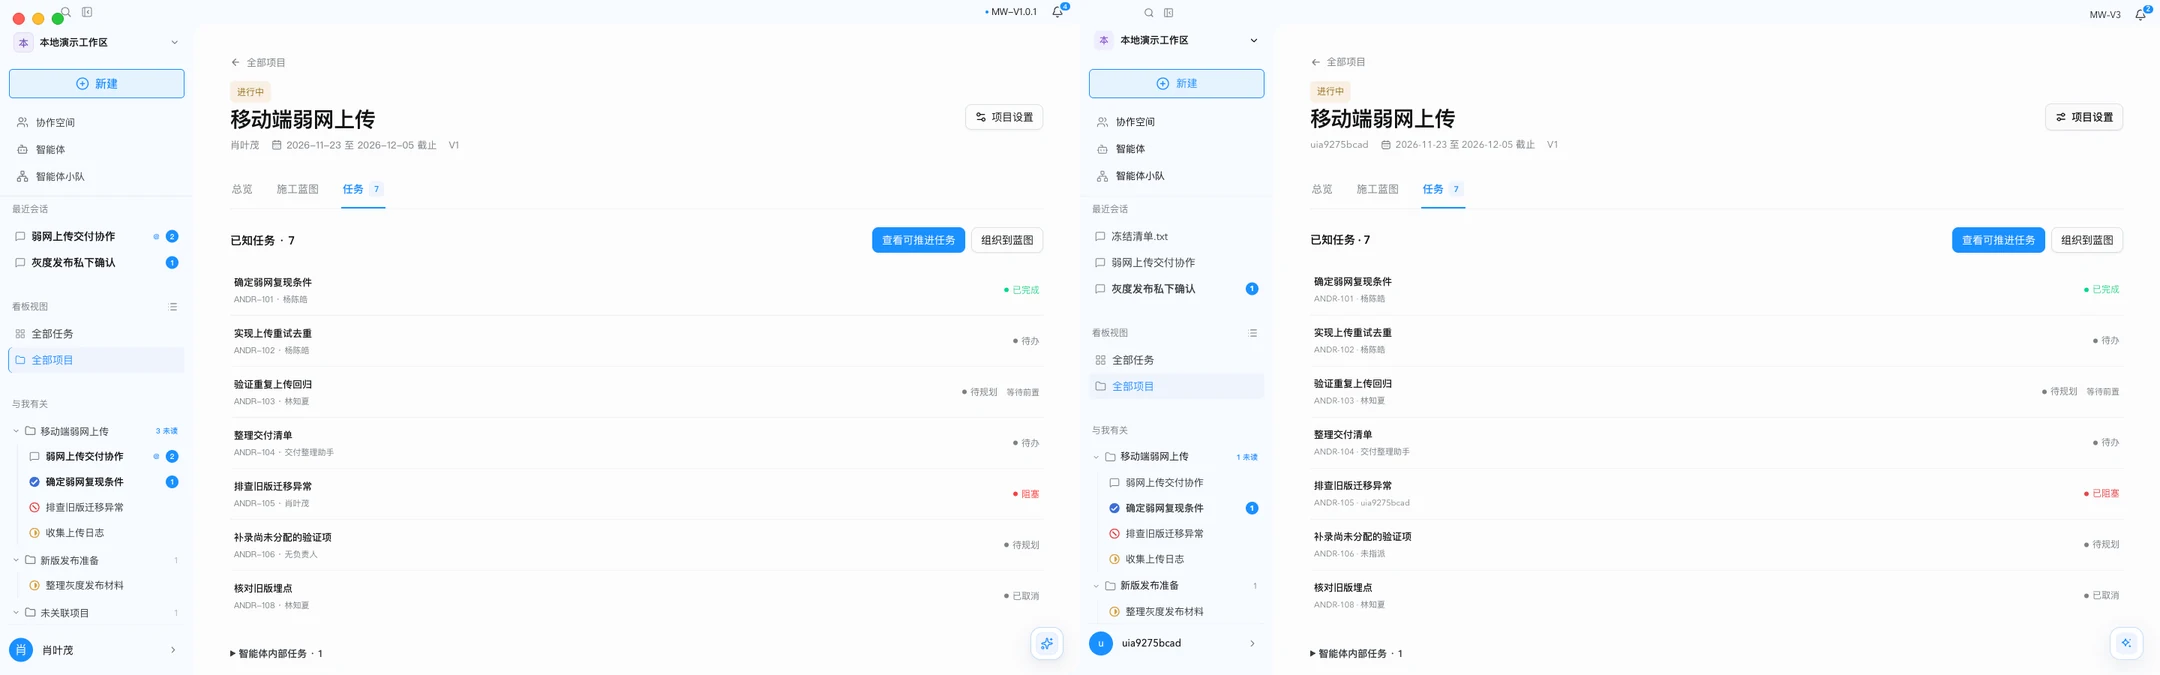 MW–V1.0.1
4
本 本地演示工作区
新建
协作空间
智能体
智能体小队
最近会话
弱网上传交付协作 @ 2
灰度发布私下确认 1
看板视图
全部任务
全部项目
与我有关
移动端弱网上传 3 未读
弱网上传交付协作 @ 2
确定弱网复现条件 1
排查旧版迁移异常
收集上传日志
新版发布准备 1
整理灰度发布材料
未关联项目 1
肖 肖叶茂
全部项目
进行中
移动端弱网上传
项目设置
肖叶茂 2026–11–23 至 2026–12–05 截止 V1
总览 施工蓝图 任务 7
已知任务 · 7
查看可推进任务 组织到蓝图
确定弱网复现条件
ANDR–101 · 杨陈皓
已完成
实现上传重试去重
ANDR–102 · 杨陈皓
待办
验证重复上传回归
ANDR–103 · 林知夏
待规划 等待前置
整理交付清单
ANDR–104 · 交付整理助手
待办
排查旧版迁移异常
ANDR–105 · 肖叶茂
阻塞
补录尚未分配的验证项
ANDR–106 · 无负责人
待规划
核对旧版埋点
ANDR–108 · 林知夏
已取消
智能体内部任务 · 1
MW-V3
2
本 本地演示工作区
新建
协作空间
智能体
智能体小队
最近会话
冻结清单.txt
弱网上传交付协作
灰度发布私下确认 1
看板视图
全部任务
全部项目
与我有关
移动端弱网上传 1 未读
弱网上传交付协作
确定弱网复现条件 1
排查旧版迁移异常
收集上传日志
新版发布准备 1
整理灰度发布材料
u uia9275bcad
全部项目
进行中
移动端弱网上传
项目设置
uia9275bcad 2026-11-23 至 2026-12-05 截止 V1
总览 施工蓝图 任务 7
已知任务 · 7
查看可推进任务 组织到蓝图
确定弱网复现条件
ANDR-101 · 杨陈皓
已完成
实现上传重试去重
ANDR-102 · 杨陈皓
待办
验证重复上传回归
ANDR-103 · 林知夏
待规划 等待前置
整理交付清单
ANDR-104 · 交付整理助手
待办
排查旧版迁移异常
ANDR-105 · uia9275bcad
已阻塞
补录尚未分配的验证项
ANDR-106 · 未指派
待规划
核对旧版埋点
ANDR-108 · 林知夏
已取消
智能体内部任务 · 1